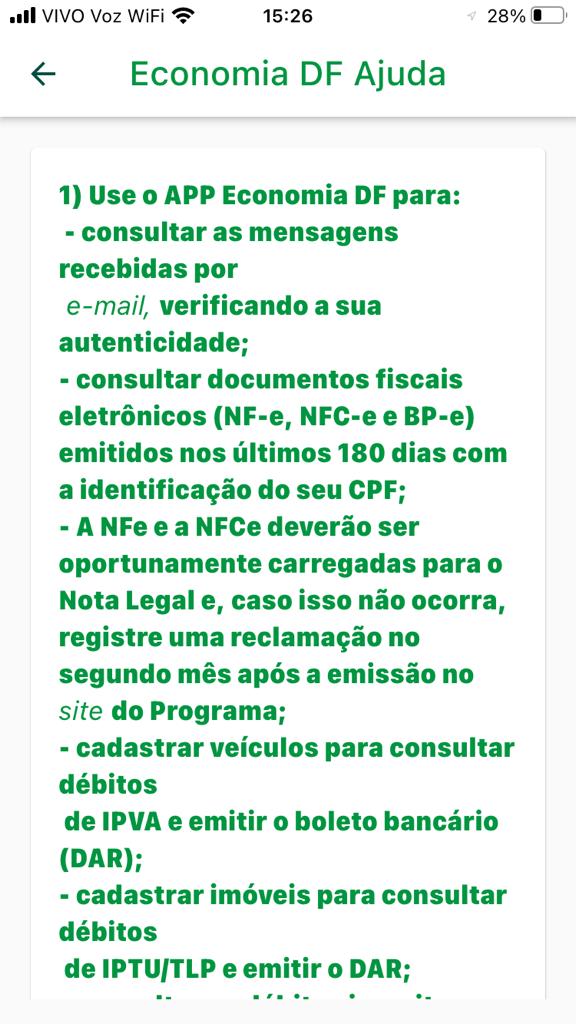 VIVO Voz WiFi 15:26 28%
Economia DF Ajuda
1) Use o APP Economia DF para:
- consultar as mensagens
recebidas por
e-mail, verificando a sua
autenticidade;
- consultar documentos fiscais
eletrônicos (NF-e, NFC-e e BP-e)
emitidos nos últimos 180 dias com
a identificação do seu CPF;
- A NFe e a NFCe deverão ser
oportunamente carregadas para o
Nota Legal e, caso isso não ocorra,
registre uma reclamação no
segundo mês após a emissão no
site do Programa;
- cadastrar veículos para consultar
débitos
de IPVA e emitir o boleto bancário
(DAR);
- cadastrar imóveis para consultar
débitos
de IPTU/TLP e emitir o DAR;